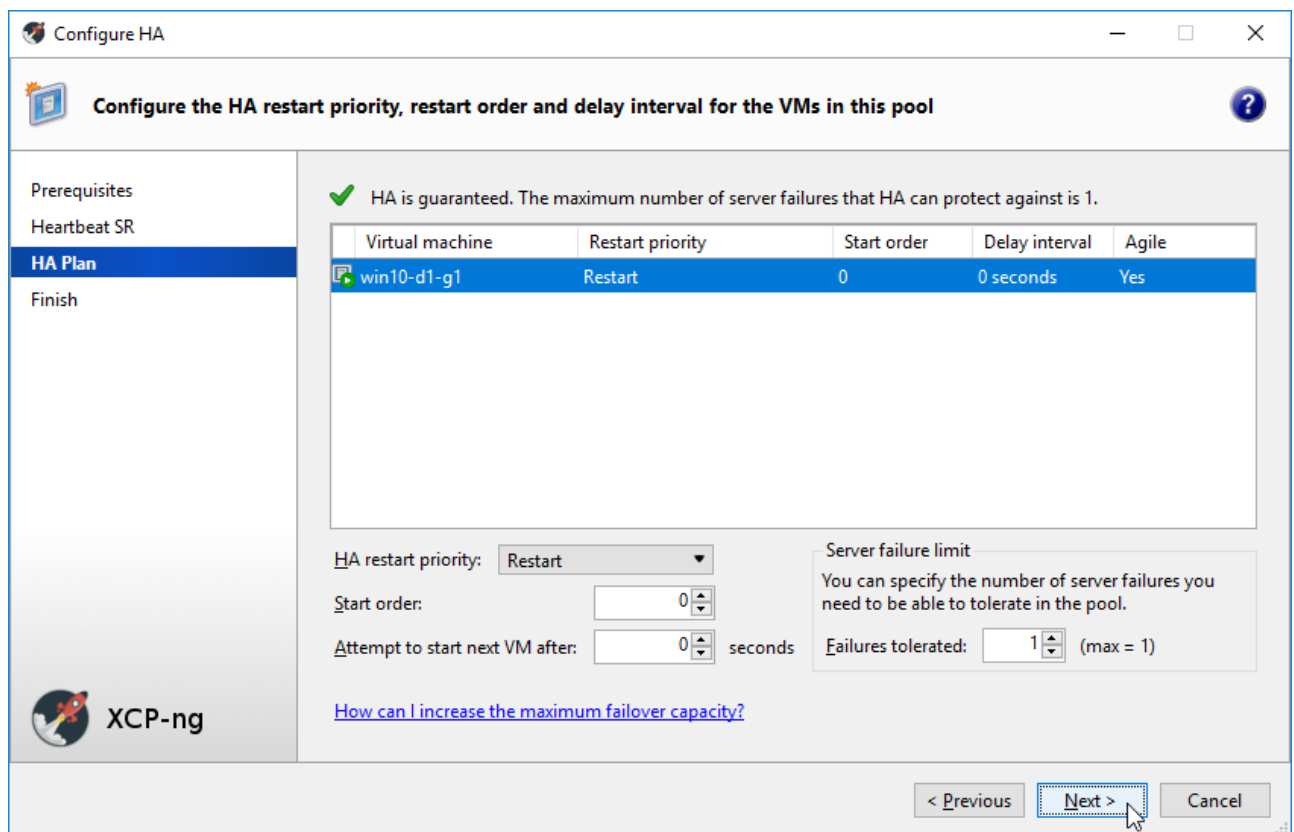 Configure HA
Configure the HA restart priority, restart order and delay interval for the VMs in this pool
?
Prerequisites
Heartbeat SR
HA Plan
Finish
HA is guaranteed. The maximum number of server failures that HA can protect against is 1.
Virtual machine Restart priority Start order Delay interval Agile
win10-d1-g1 Restart 0 0 seconds Yes
HA restart priority: Restart
Start order: 0
Attempt to start next VM after: 0 seconds
Server failure limit
You can specify the number of server failures you
need to be able to tolerate in the pool.
Failures tolerated: 1 (max = 1)
How can I increase the maximum failover capacity?
XCP-ng
< Previous Next > Cancel